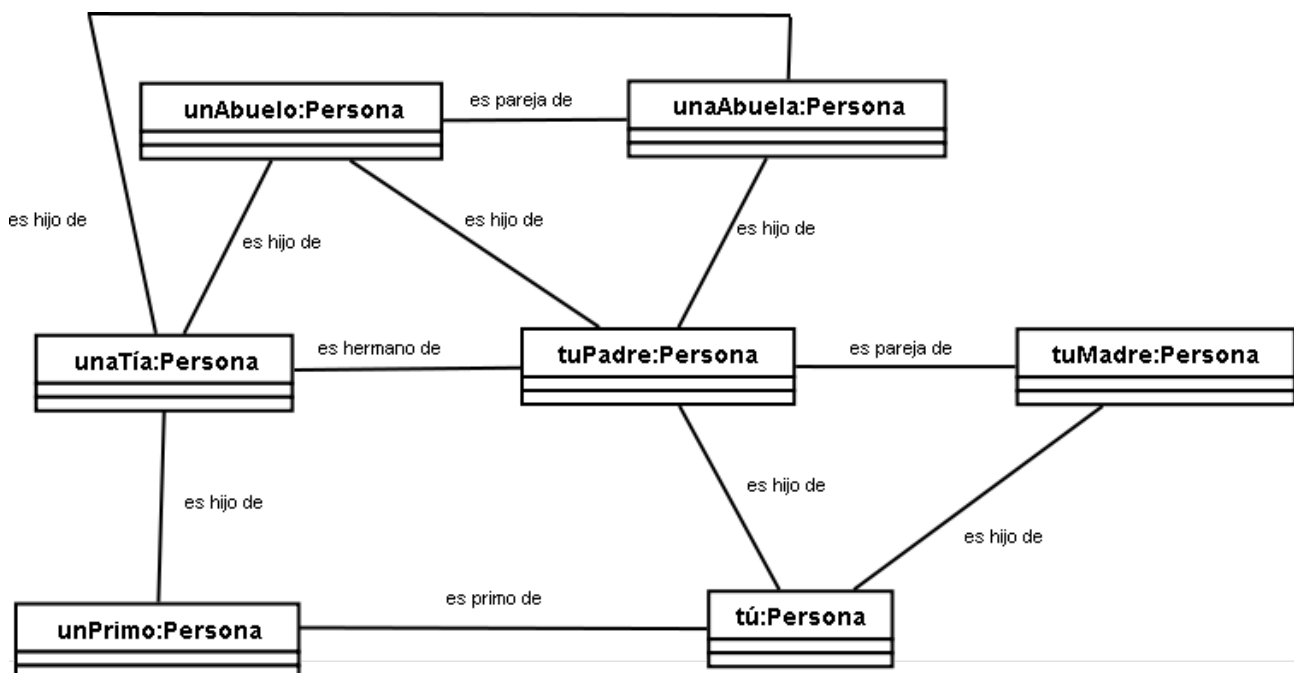 unAbuelo:Persona
es pareja de
unaAbuela:Persona
es hijo de
es hijo de
es hijo de
es hijo de
unaTía:Persona
es hermano de
tuPadre:Persona
es pareja de
tuMadre:Persona
es hijo de
es hijo de
es hijo de
unPrimo:Persona
es primo de
tú:Persona